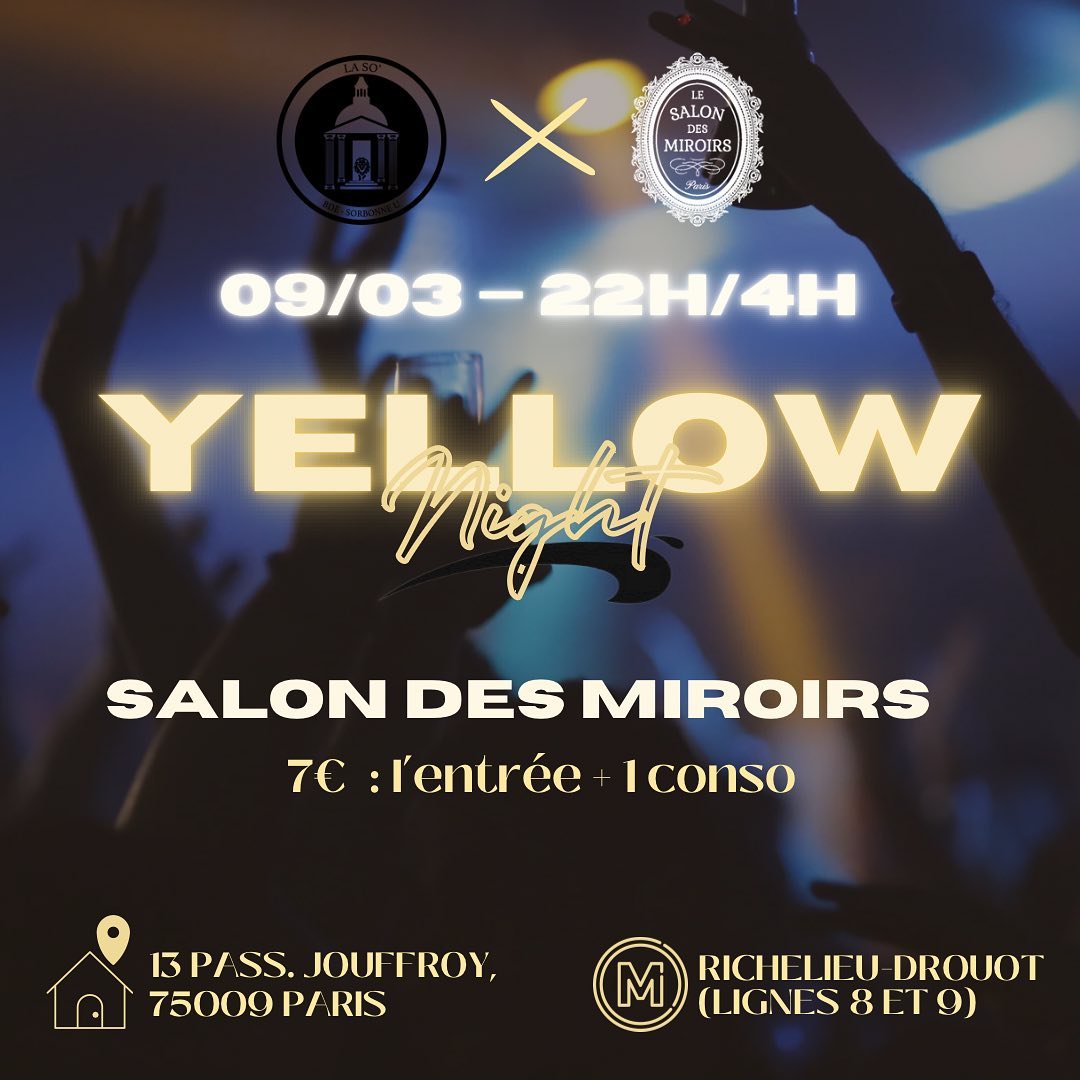 LA SO'
BDE - SORBONNE U.
LE
SALON
DES
MIROIRS
Paris
09/03 – 22H/4H
YELLOW
Night
SALON DES MIROIRS
7€ : l'entrée + 1 conso
13 PASS. JOUFFROY,
75009 PARIS
M
RICHELIEU-DROUOT
(LIGNES 8 ET 9)